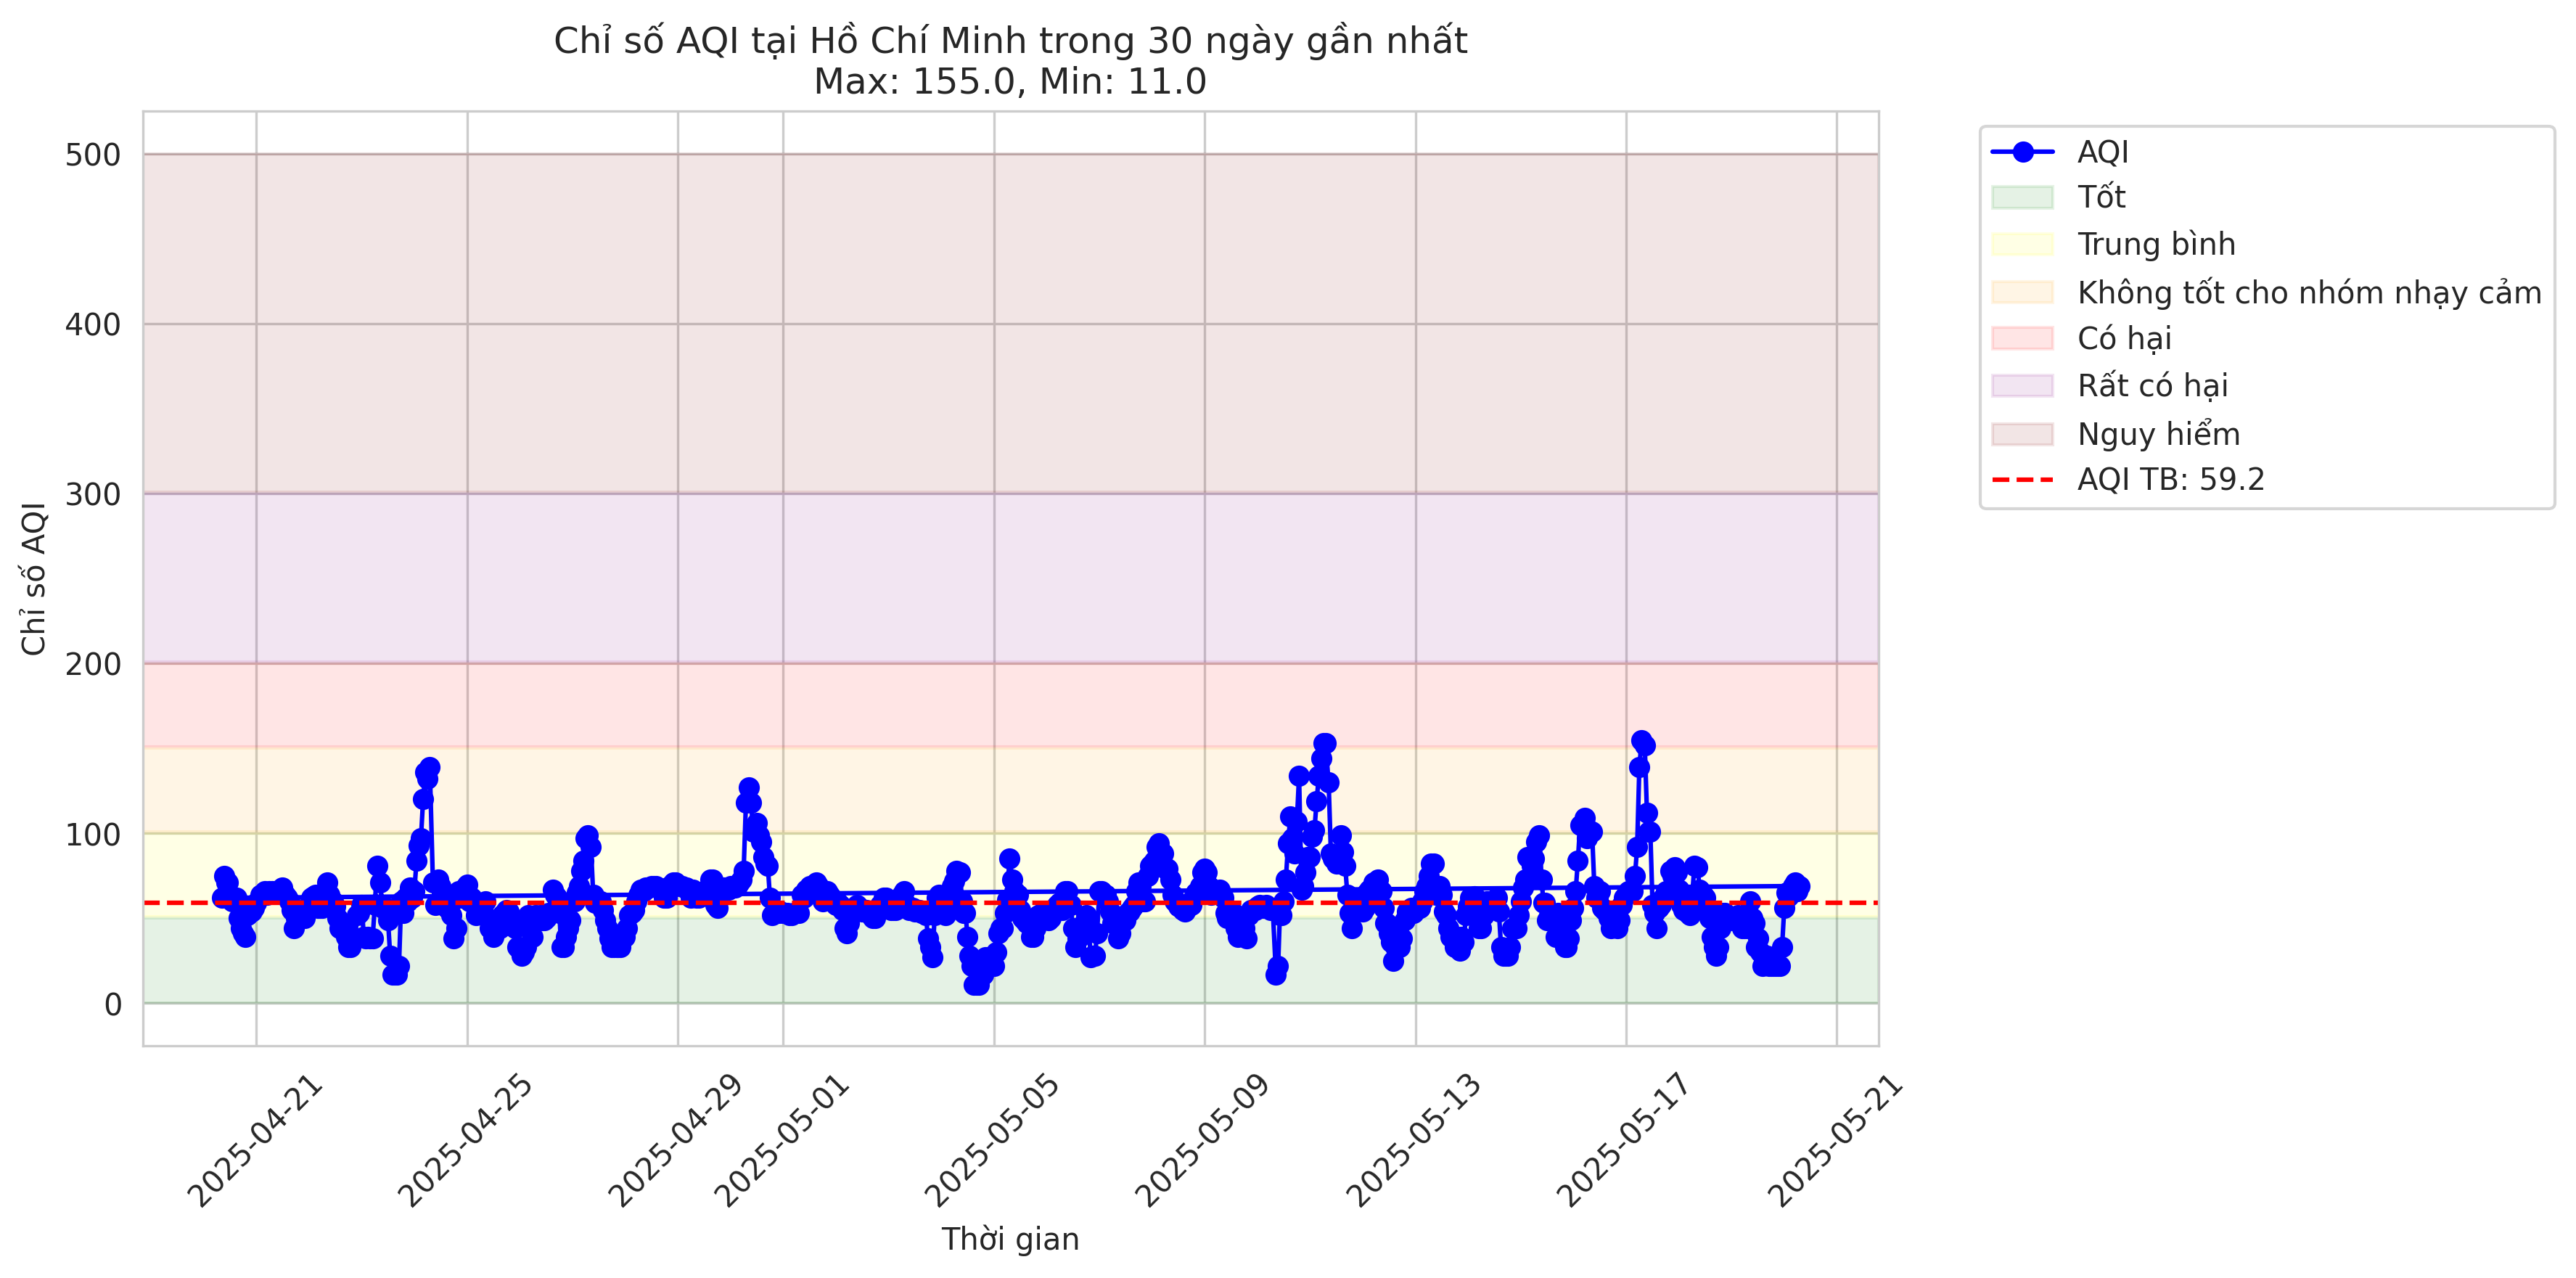 Chỉ số AQI tại Hồ Chí Minh trong 30 ngày gần nhất
Max: 155.0, Min: 11.0
Chỉ số AQI
500
400
300
200
100
0
2025-04-21
2025-04-25
2025-04-29
2025-05-01
2025-05-05
2025-05-09
2025-05-13
2025-05-17
2025-05-21
Thời gian
AQI
Tốt
Trung bình
Không tốt cho nhóm nhạy cảm
Có hại
Rất có hại
Nguy hiểm
AQI TB: 59.2